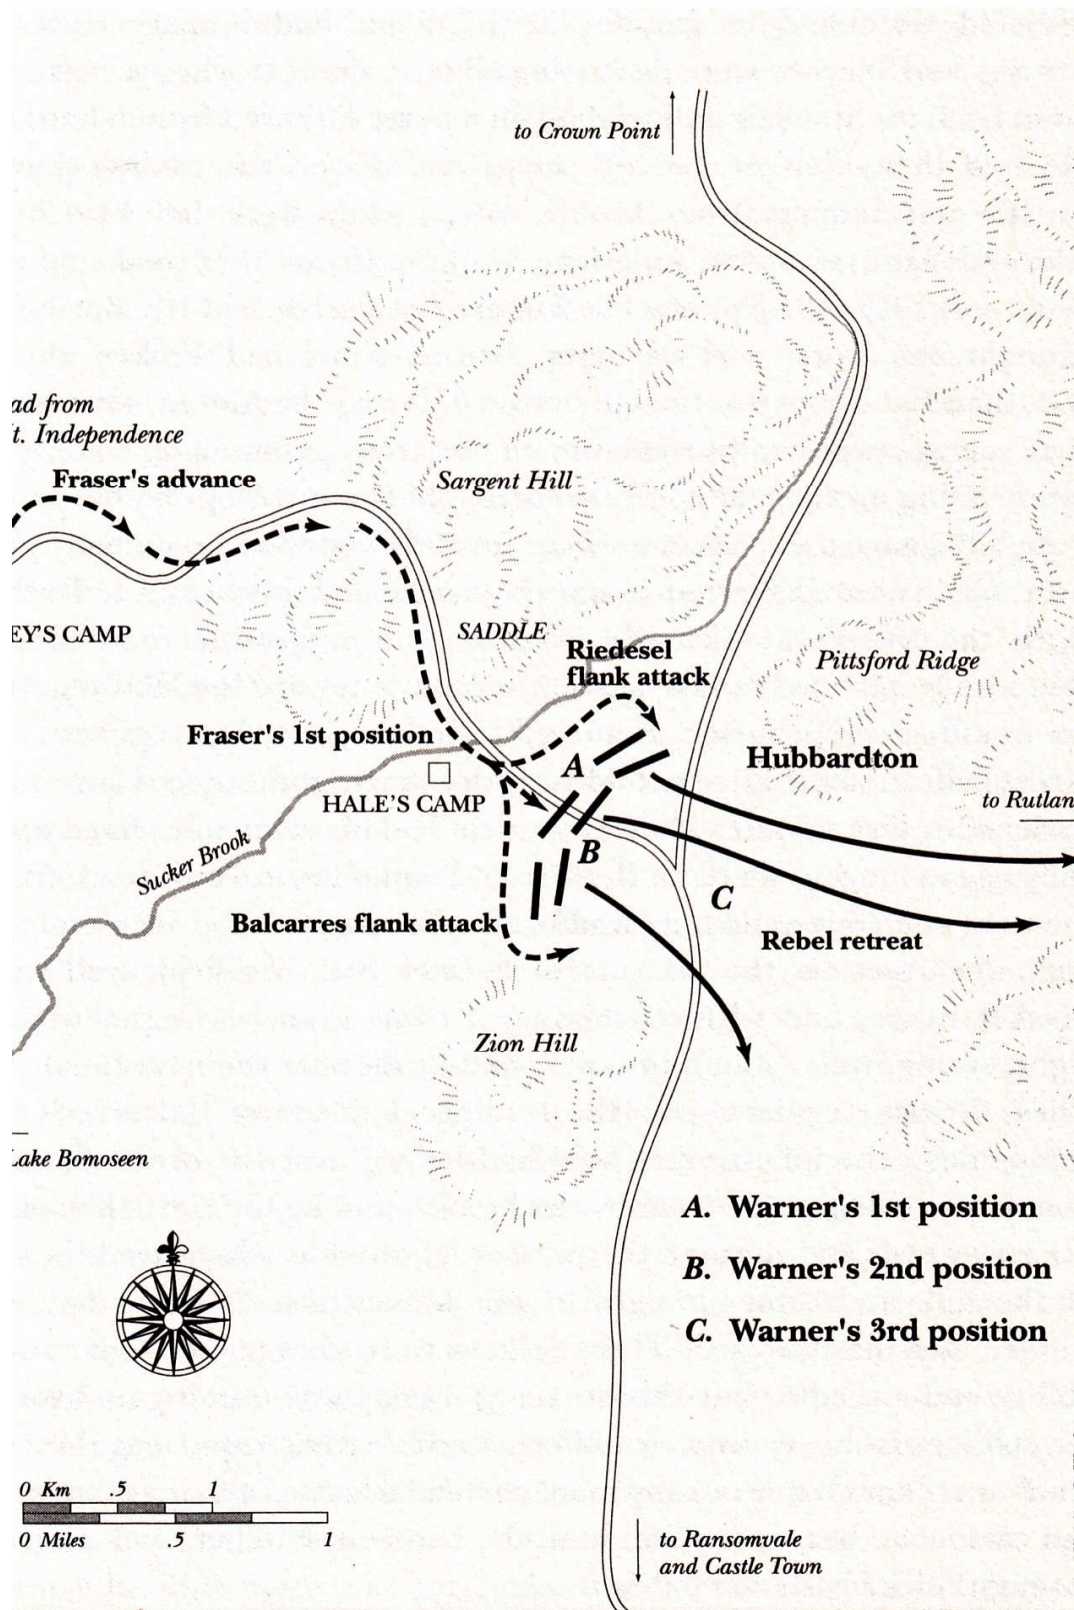 to Crown Point
ad from
t. Independence
Fraser's advance
Sargent Hill
EY'S CAMP
SADDLE
Riedesel
flank attack
Pittsford Ridge
Fraser's 1st position
A
Hubbardton
HALE'S CAMP
to Rutlan
Sucker Brook
B
C
Balcarres flank attack
Rebel retreat
Zion Hill
Lake Bomoseen
A. Warner's 1st position
B. Warner's 2nd position
C. Warner's 3rd position
0 Km .5 1
0 Miles .5 1
to Ransomvale
and Castle Town